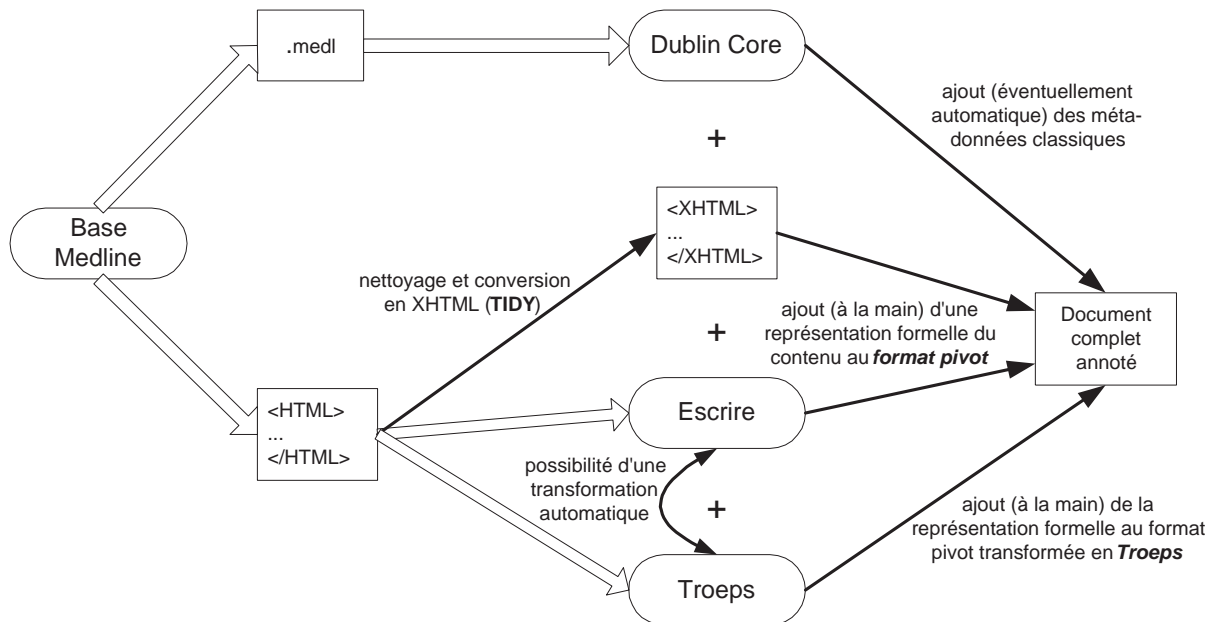 .medl
Dublin Core
ajout (éventuellement
automatique) des méta-
données classiques
+
<XHTML>
...
</XHTML>
Base
Medline
nettoyage et conversion
en XHTML (TIDY)
+
ajout (à la main) d'une
représentation formelle du
contenu au format pivot
Document
complet
annoté
<HTML>
...
</HTML>
Escrire
possibilité d'une
transformation
automatique
+
ajout (à la main) de la
représentation formelle au format
pivot transformée en Troeps
Troeps